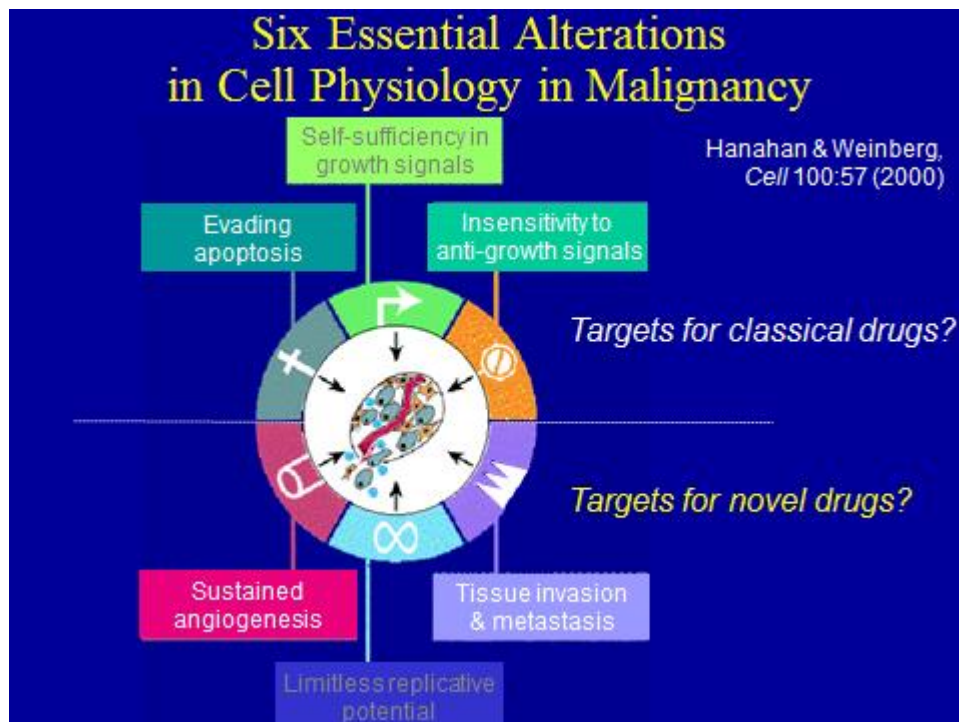 Six Essential Alterations
in Cell Physiology in Malignancy
Self-sufficiency in
growth signals
Hanahan & Weinberg,
Cell 100:57 (2000)
Evading
apoptosis
Insensitivity to
anti-growth signals
Targets for classical drugs?
Targets for novel drugs?
Sustained
angiogenesis
Tissue invasion
& metastasis
Limitless replicative
potential